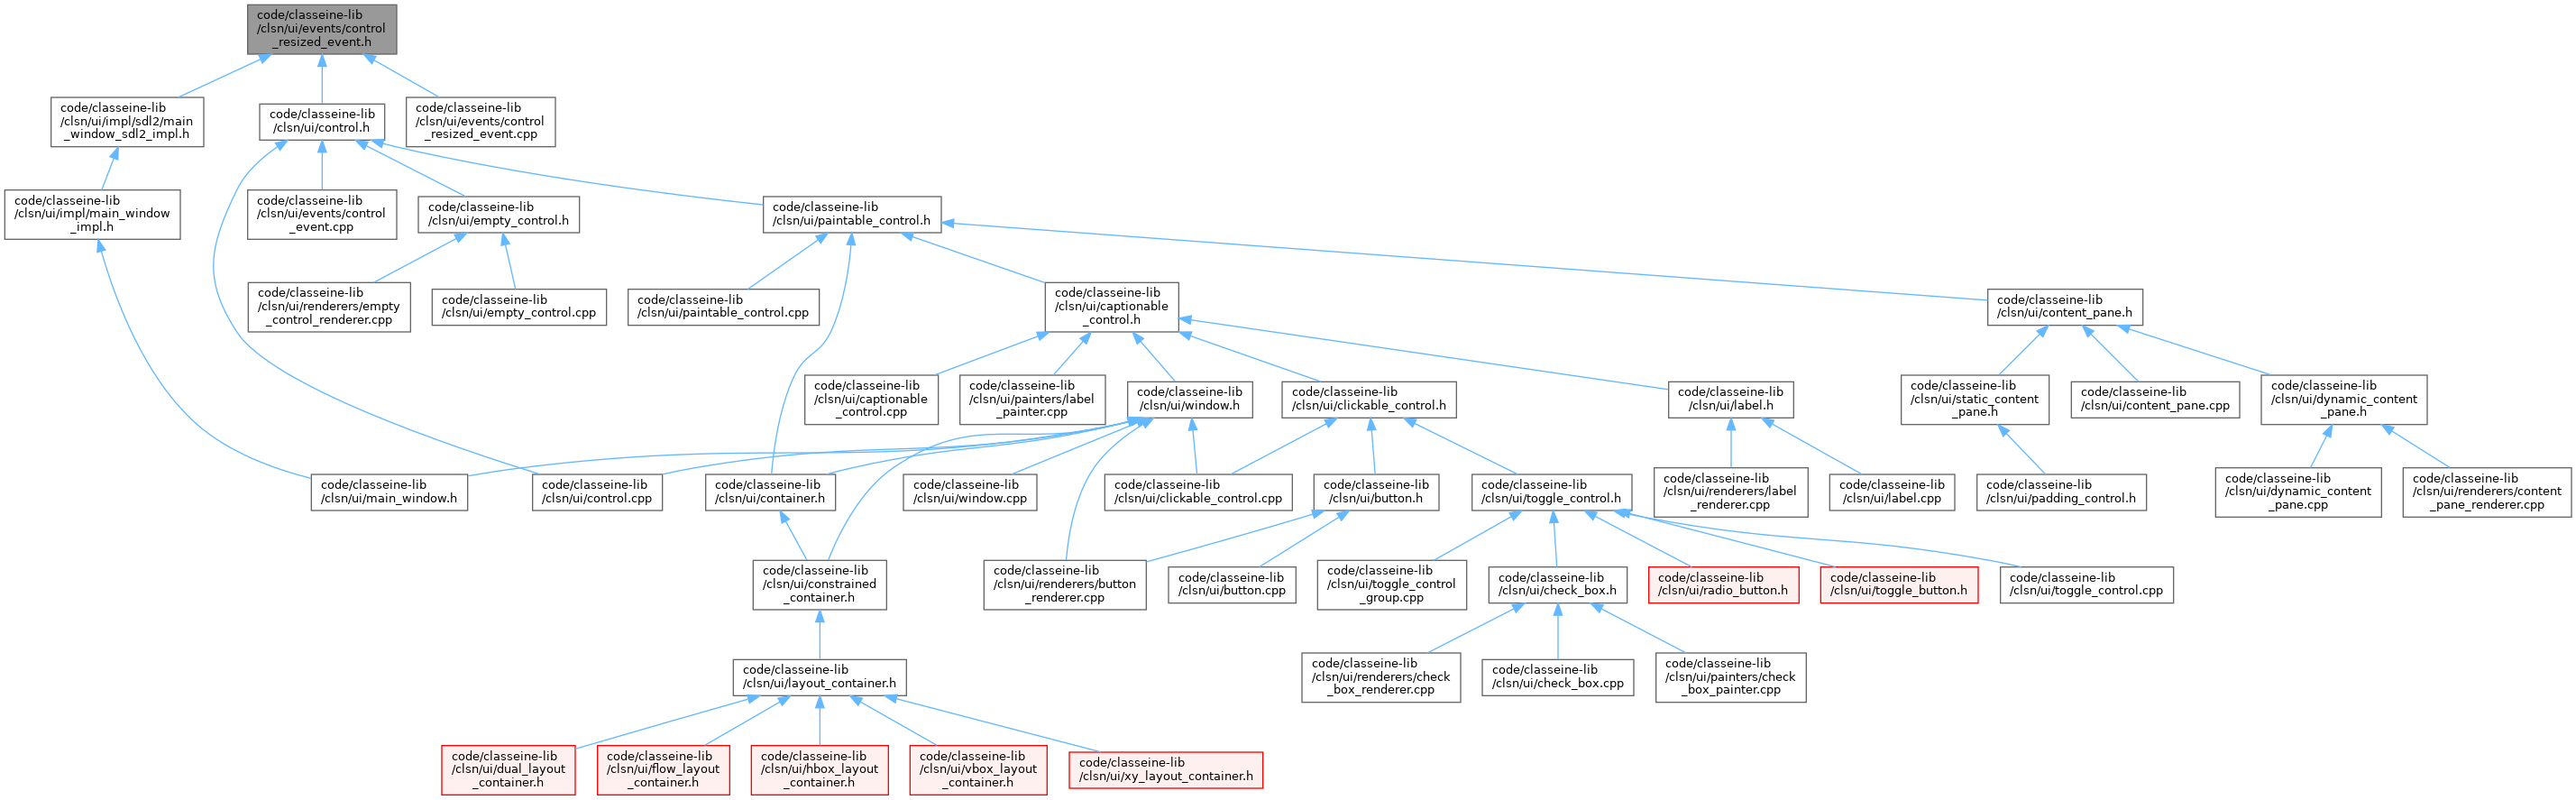 code/classeine-lib
/clsn/ui/events/control
_resized_event.h
code/classeine-lib
/clsn/ui/impl/sdl2/main
_window_sdl2_impl.h
code/classeine-lib
/clsn/ui/control.h
code/classeine-lib
/clsn/ui/events/control
_resized_event.cpp
code/classeine-lib
/clsn/ui/impl/main_window
_impl.h
code/classeine-lib
/clsn/ui/events/control
_event.cpp
code/classeine-lib
/clsn/ui/empty_control.h
code/classeine-lib
/clsn/ui/paintable_control.h
code/classeine-lib
/clsn/ui/renderers/empty
_control_renderer.cpp
code/classeine-lib
/clsn/ui/empty_control.cpp
code/classeine-lib
/clsn/ui/paintable_control.cpp
code/classeine-lib
/clsn/ui/captionable
_control.h
code/classeine-lib
/clsn/ui/content_pane.h
code/classeine-lib
/clsn/ui/captionable
_control.cpp
code/classeine-lib
/clsn/ui/painters/label
_painter.cpp
code/classeine-lib
/clsn/ui/window.h
code/classeine-lib
/clsn/ui/clickable_control.h
code/classeine-lib
/clsn/ui/label.h
code/classeine-lib
/clsn/ui/static_content
_pane.h
code/classeine-lib
/clsn/ui/content_pane.cpp
code/classeine-lib
/clsn/ui/dynamic_content
_pane.h
code/classeine-lib
/clsn/ui/main_window.h
code/classeine-lib
/clsn/ui/control.cpp
code/classeine-lib
/clsn/ui/container.h
code/classeine-lib
/clsn/ui/window.cpp
code/classeine-lib
/clsn/ui/clickable_control.cpp
code/classeine-lib
/clsn/ui/button.h
code/classeine-lib
/clsn/ui/toggle_control.h
code/classeine-lib
/clsn/ui/renderers/label
_renderer.cpp
code/classeine-lib
/clsn/ui/label.cpp
code/classeine-lib
/clsn/ui/padding_control.h
code/classeine-lib
/clsn/ui/dynamic_content
_pane.cpp
code/classeine-lib
/clsn/ui/renderers/content
_pane_renderer.cpp
code/classeine-lib
/clsn/ui/constrained
_container.h
code/classeine-lib
/clsn/ui/renderers/button
_renderer.cpp
code/classeine-lib
/clsn/ui/button.cpp
code/classeine-lib
/clsn/ui/toggle_control
_group.cpp
code/classeine-lib
/clsn/ui/check_box.h
code/classeine-lib
/clsn/ui/radio_button.h
code/classeine-lib
/clsn/ui/toggle_button.h
code/classeine-lib
/clsn/ui/toggle_control.cpp
code/classeine-lib
/clsn/ui/layout_container.h
code/classeine-lib
/clsn/ui/renderers/check
_box_renderer.cpp
code/classeine-lib
/clsn/ui/check_box.cpp
code/classeine-lib
/clsn/ui/painters/check
_box_painter.cpp
code/classeine-lib
/clsn/ui/dual_layout
_container.h
code/classeine-lib
/clsn/ui/flow_layout
_container.h
code/classeine-lib
/clsn/ui/hbox_layout
_container.h
code/classeine-lib
/clsn/ui/vbox_layout
_container.h
code/classeine-lib
/clsn/ui/xy_layout_container.h